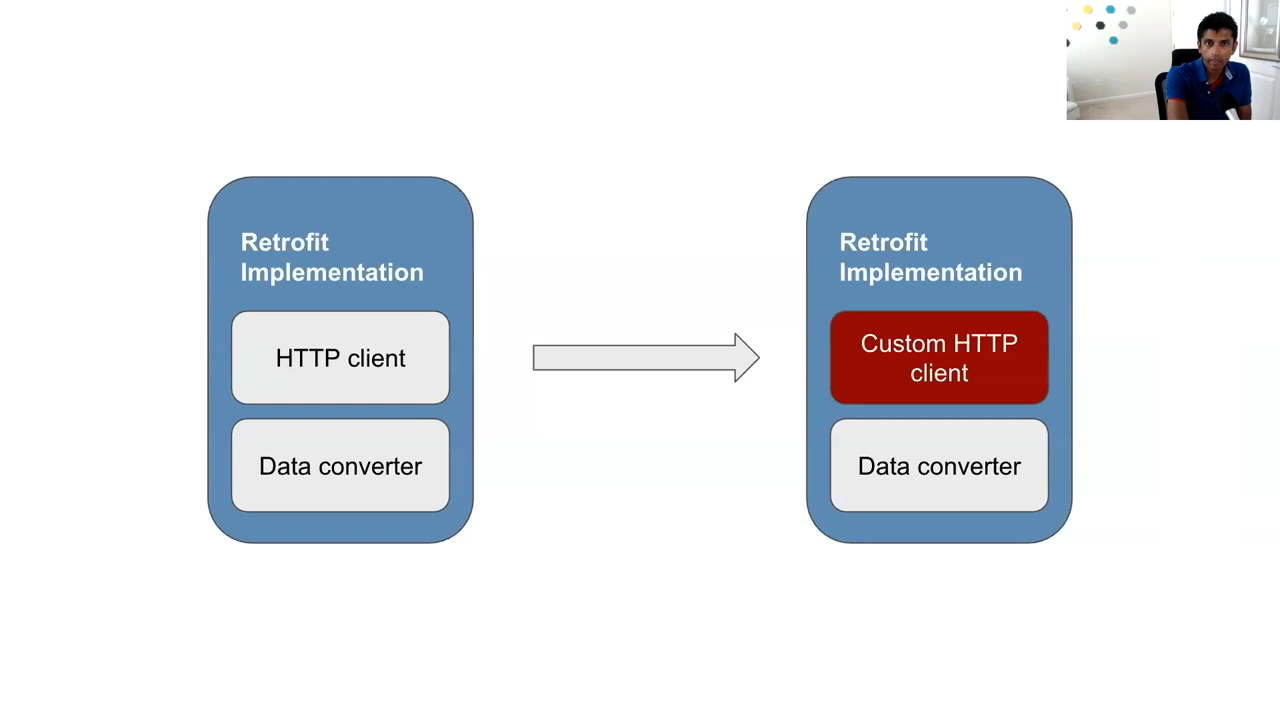 Retrofit
Implementation
HTTP client
Data converter
Retrofit
Implementation
Custom HTTP
client
Data converter